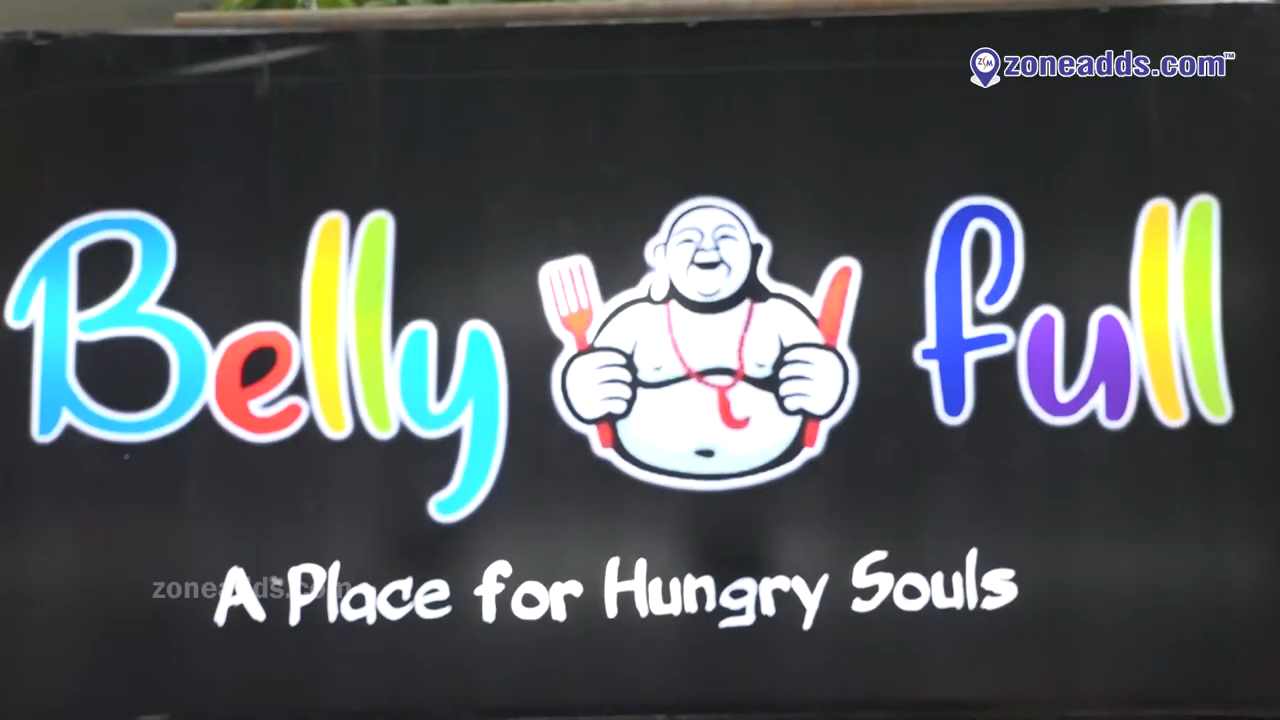 zoneadds.com™
Belly full
A Place for Hungry Souls
zoneadds.com